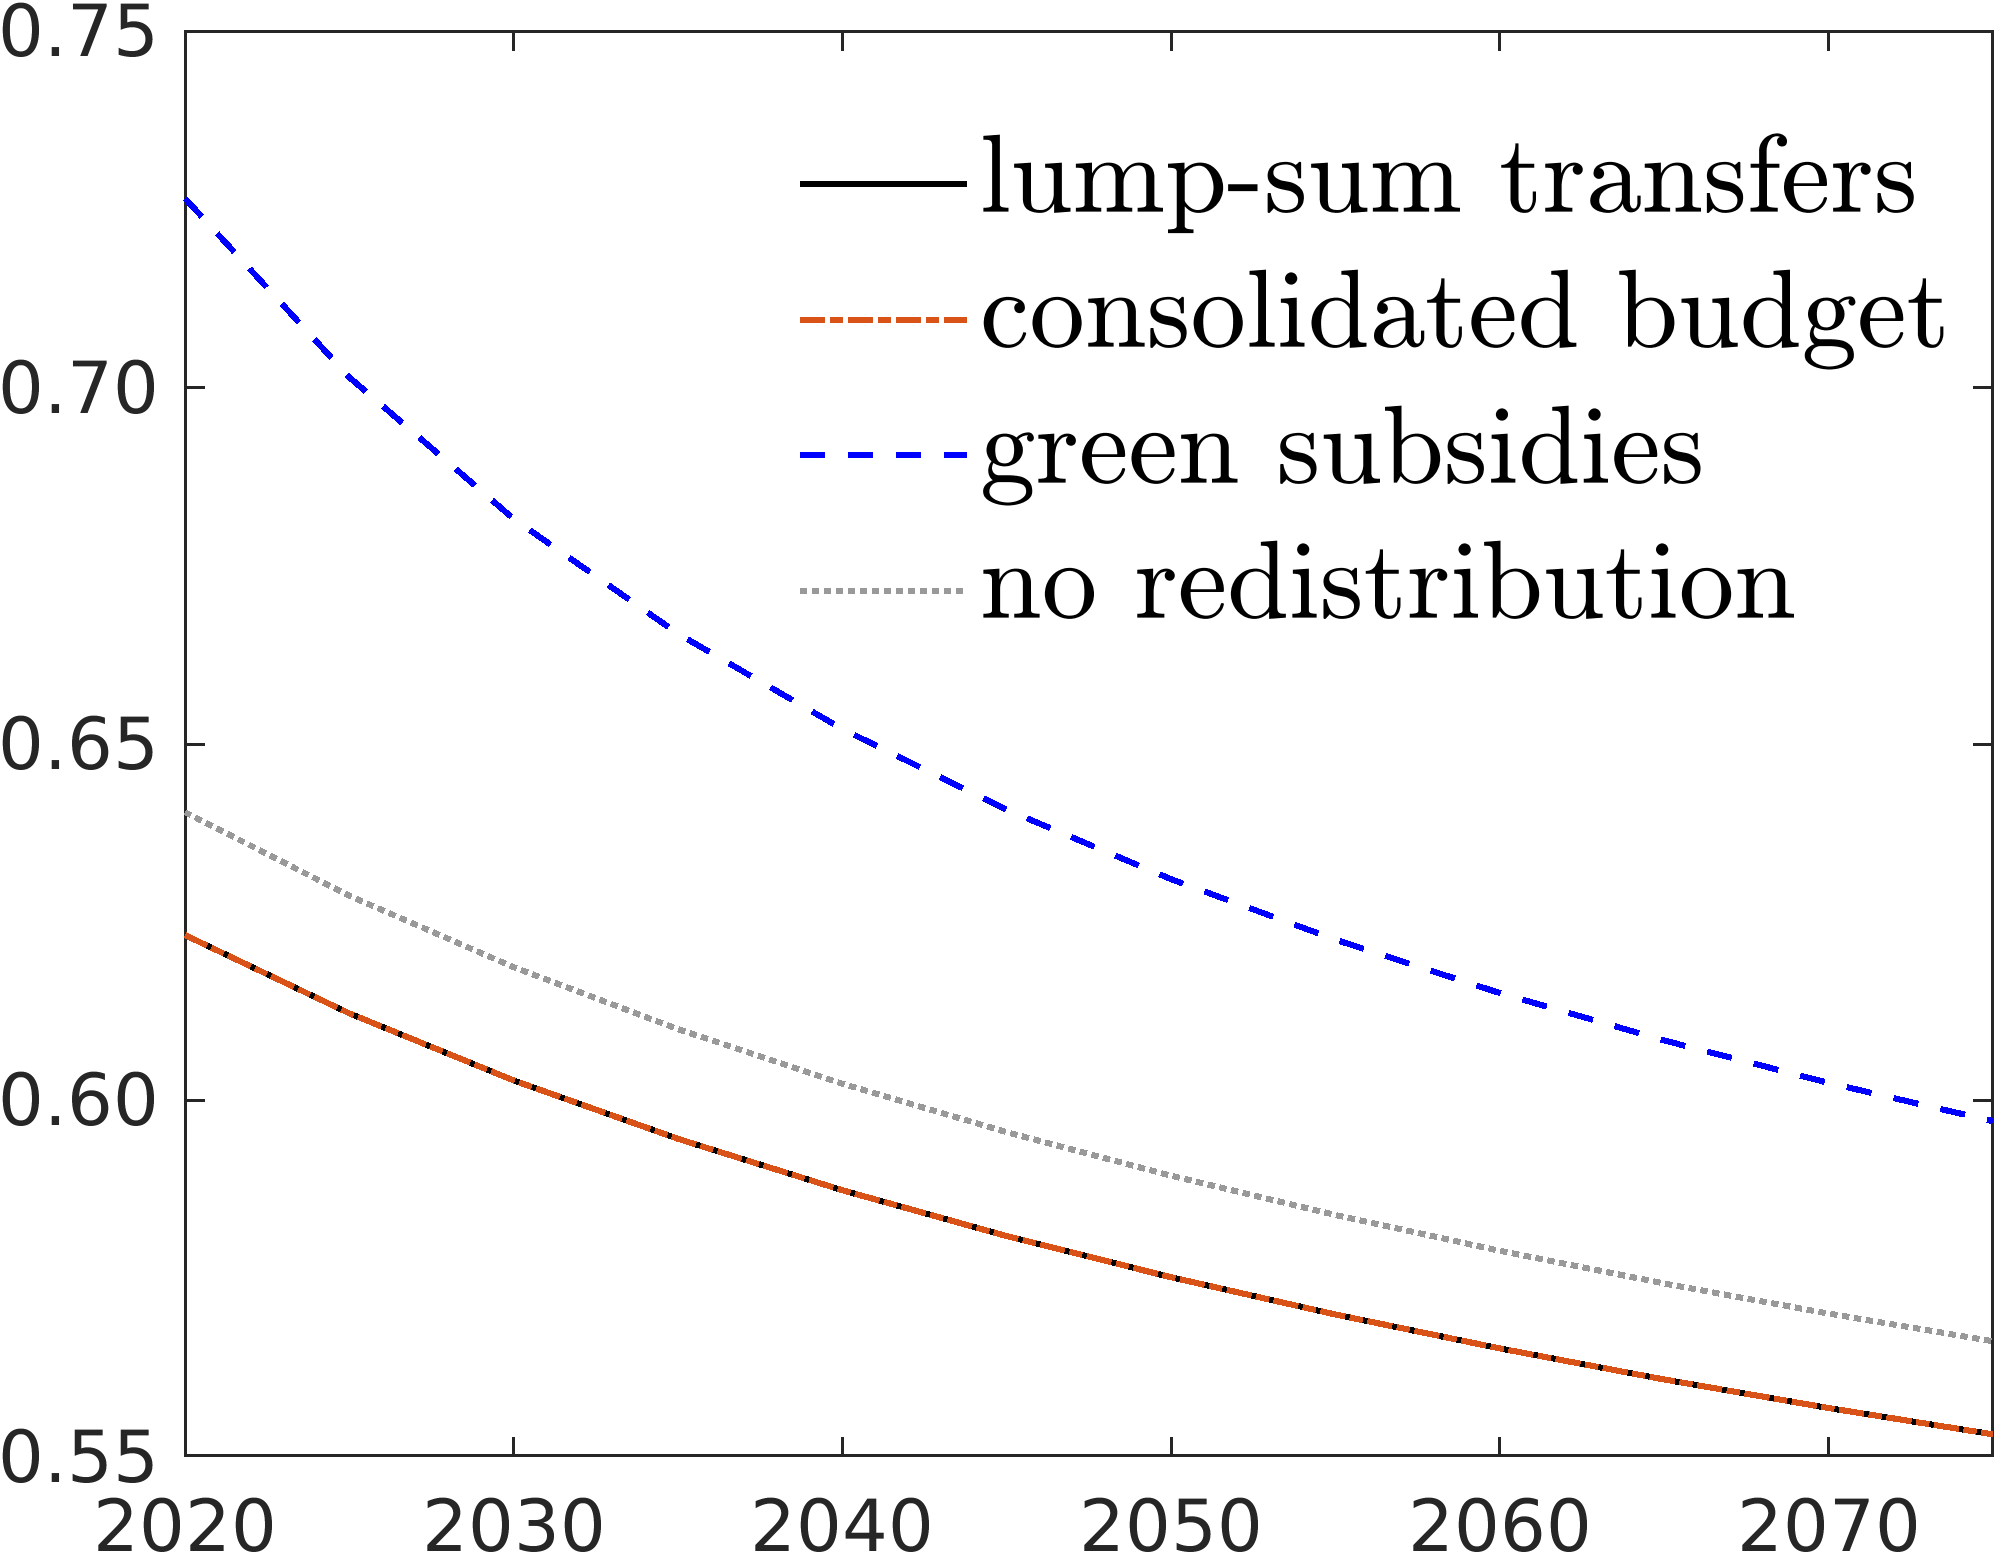 0.75
lump-sum transfers
consolidated budget
0.70
green subsidies
no redistribution
0.65
0.60
0.55
2020 2030 2040 2050 2060 2070